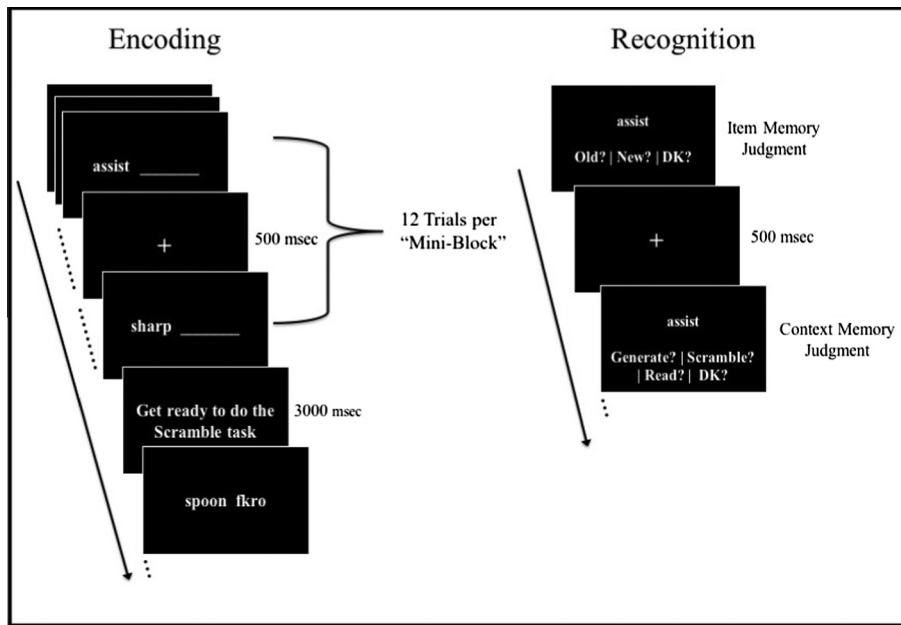 Encoding
assist _______
+
500 msec
sharp _______
12 Trials per
“Mini-Block”
Get ready to do the
Scramble task
3000 msec
spoon fkro
Recognition
assist
Old? | New? | DK?
Item Memory
Judgment
+
500 msec
assist
Generate? | Scramble?
| Read? | DK?
Context Memory
Judgment